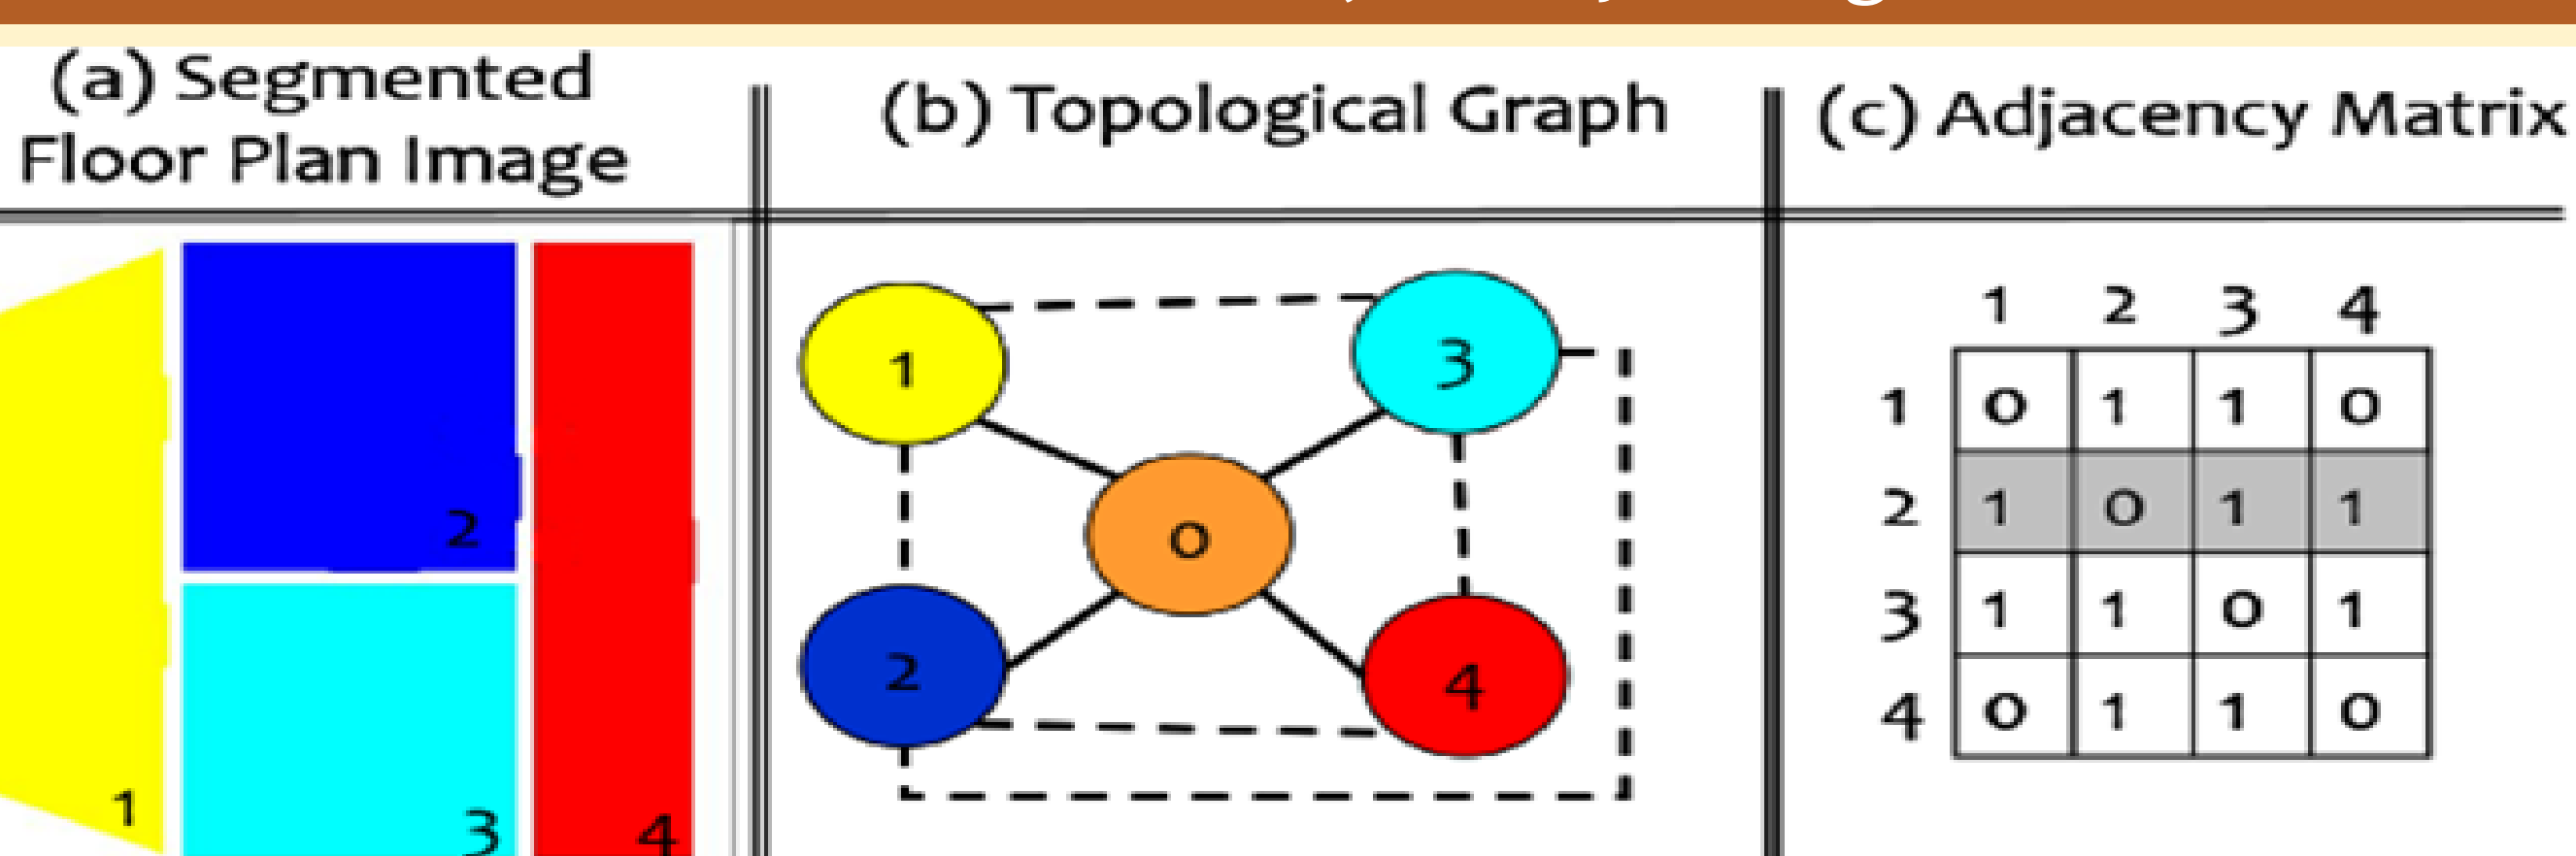 (a) Segmented
Floor Plan Image
(b) Topological Graph
(c) Adjacency Matrix
2
1
3
4
1
3
0
2
4
1 2 3 4
1 0 1 1 0
2 1 0 1 1
3 1 1 0 1
4 0 1 1 0